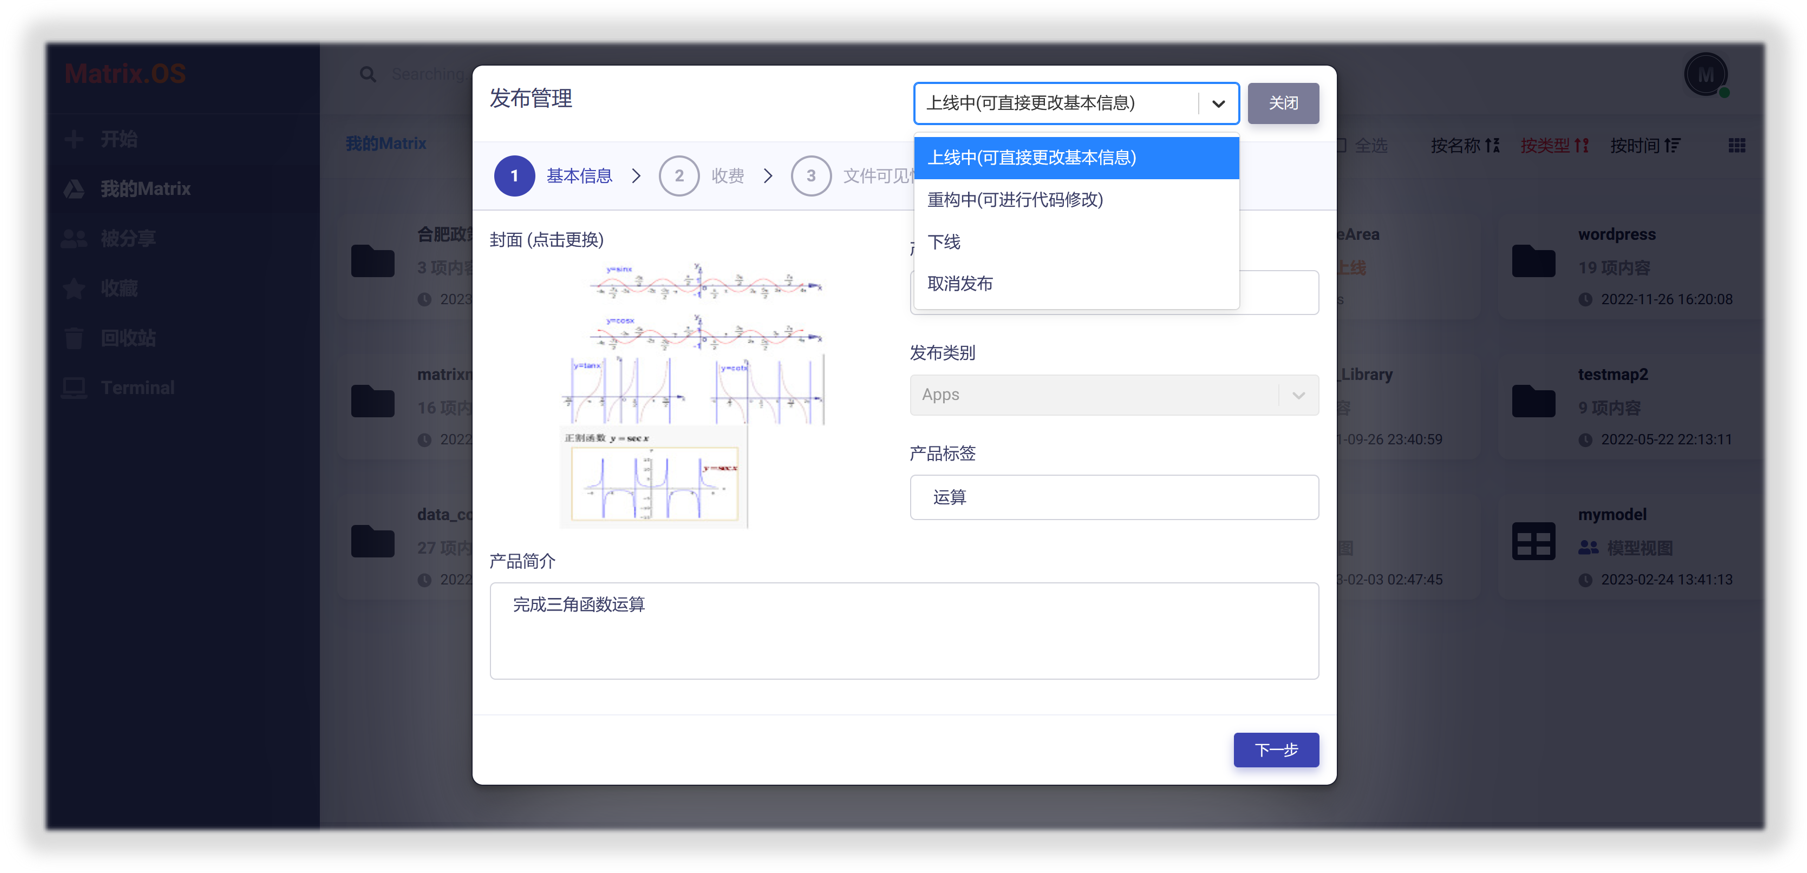 Matrix.OS
Searching
M
开始
我的Matrix
被分享
收藏
回收站
Terminal
我的Matrix
全选
按名称
按类型
按时间
合肥政
3 项内容
2023
matrixm
16 项内
2022
data_co
27 项内
2022
eArea
上线
s
_Library
容
1-09-26 23:40:59
图
3-02-03 02:47:45
wordpress
19 项内容
2022-11-26 16:20:08
testmap2
9 项内容
2022-05-22 22:13:11
mymodel
模型视图
2023-02-24 13:41:13
发布管理
上线中(可直接更改基本信息)
关闭
上线中(可直接更改基本信息)
重构中(可进行代码修改)
下线
取消发布
1 基本信息
2 收费
3 文件可见
封面 (点击更换)
y=sinx
y=cosx
y=tanx
y=cotx
正割函数 y = sec x
y = sec x
发布类别
Apps
产品标签
运算
产品简介
完成三角函数运算
下一步